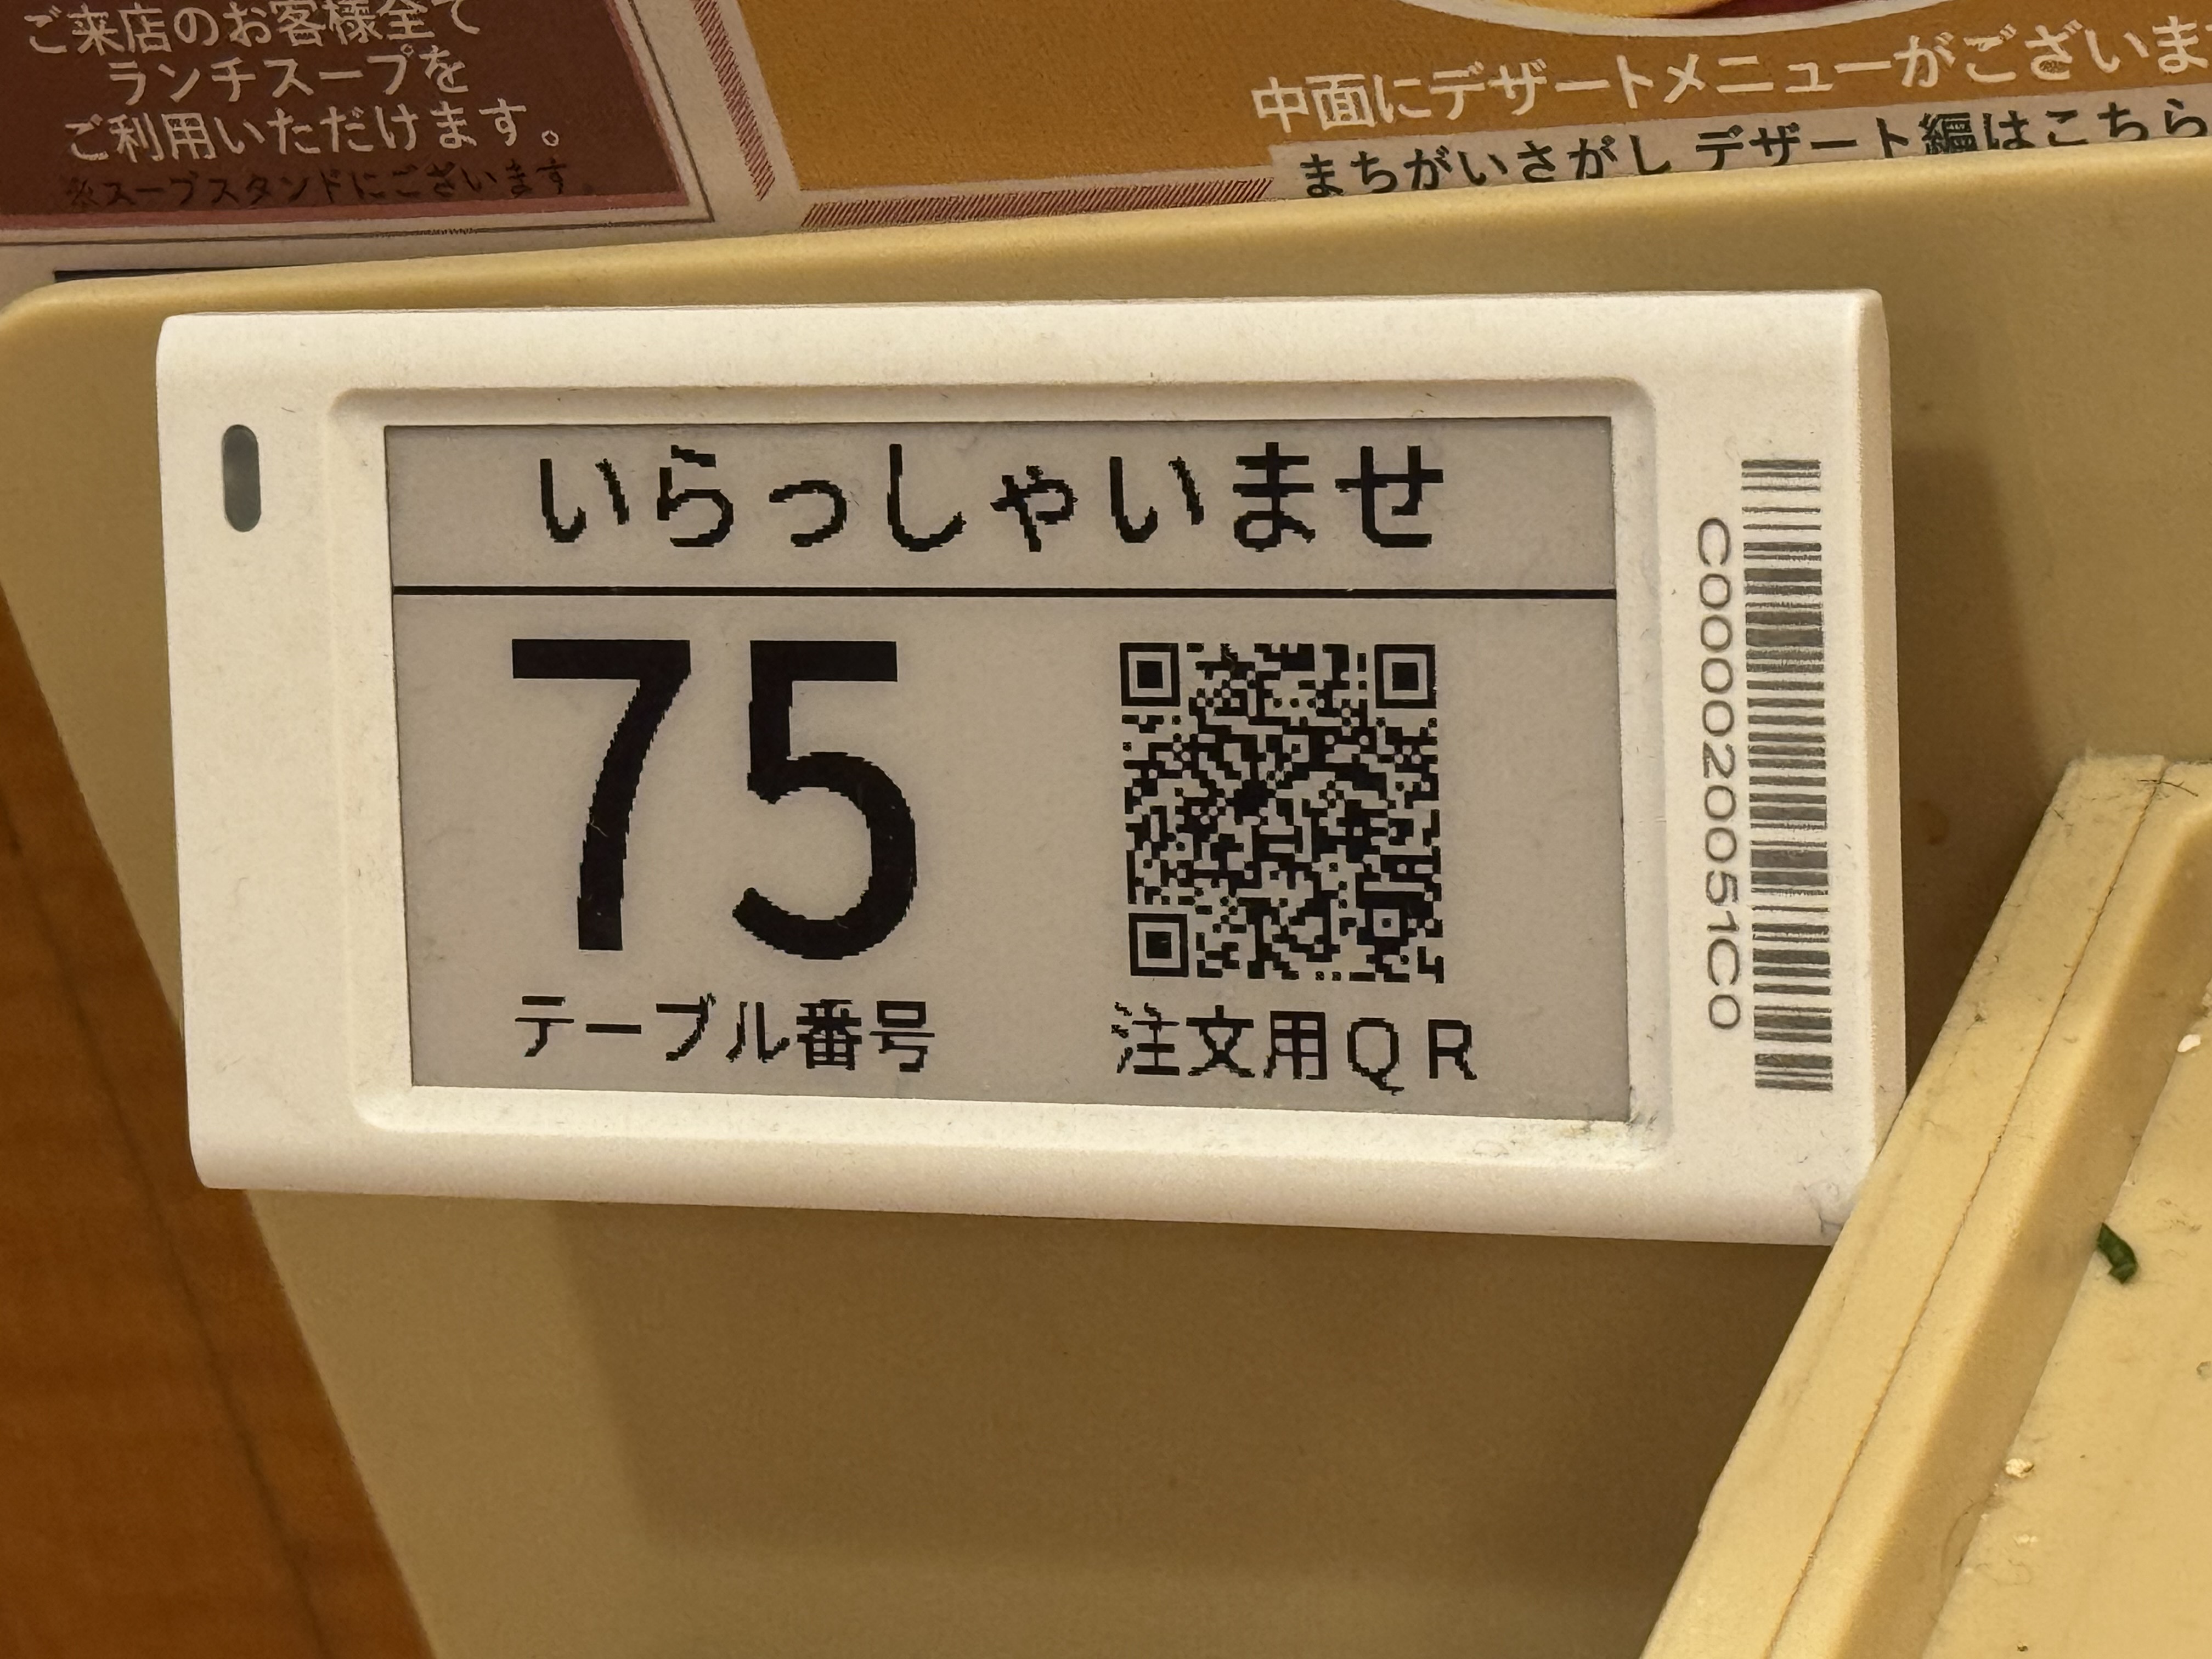 ご来店のお客様全て
ランチスープを
ご利用いただけます。
※スープスタンドにございます。
中面にデザートメニューがございま
まちがいさがし デザート編はこちら
いらっしゃいませ
75
テーブル番号
注文用QR
C0000200511C0